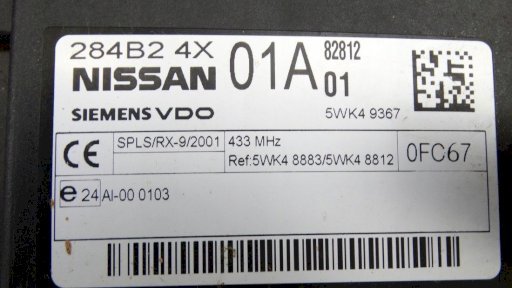 284B2 4X 01A 82812
NISSAN 01
SIEMENS VDO 5WK4 9367
CE SPLS/RX-9/2001 433 MHz 0FC67
Ref:5WK4 8883/5WK4 8812
e 24 AI-00 0103